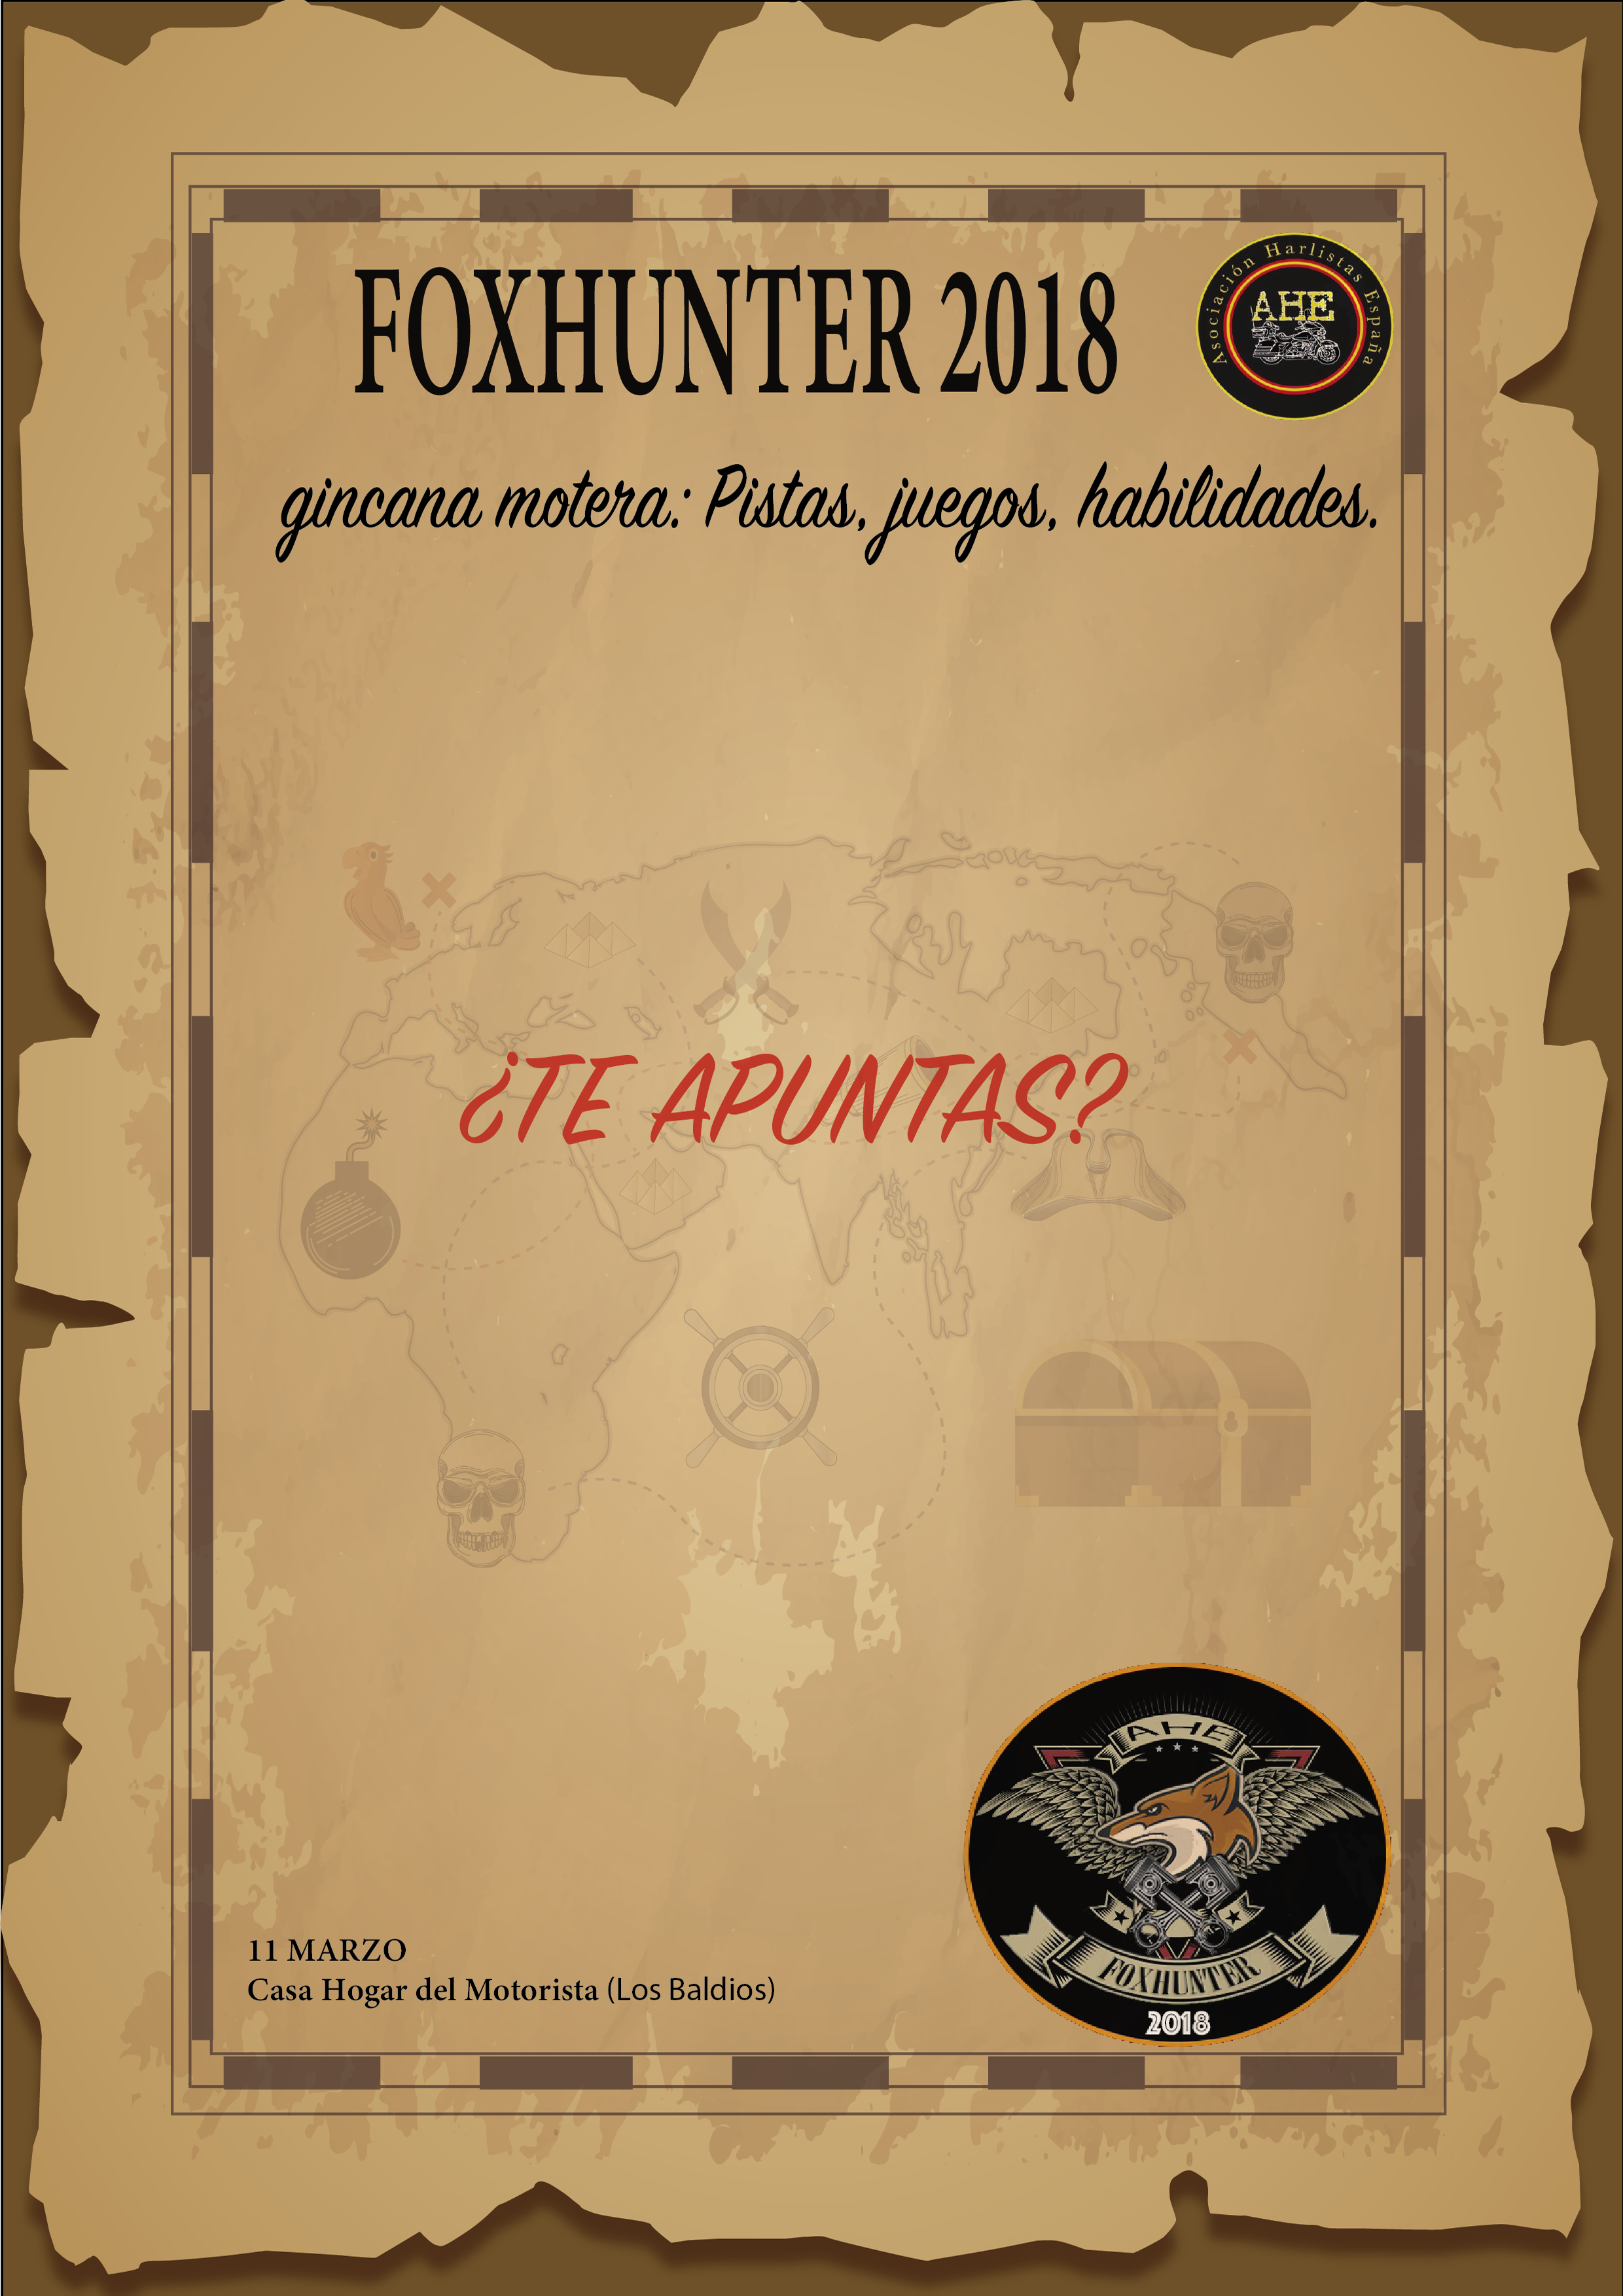 FOXHUNTER 2018
Asociación Harlistas España
AHE
gincana motera: Pistas, juegos, habilidades.
¿TE APUNTAS?
AHE
FOXHUNTER
2018
11 MARZO
Casa Hogar del Motorista (Los Baldios)